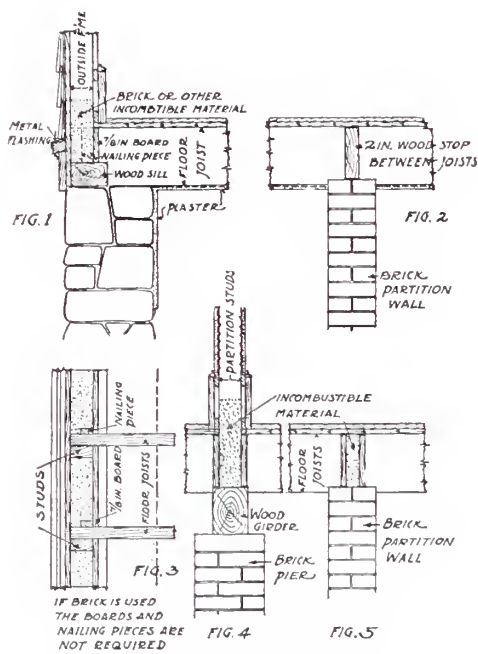 OUTSIDE
BRICK OR OTHER
INCOMBTIBLE MATERIAL
METAL
FLASHING
7/8 IN. BOARD
NAILING PIECE
WOOD SILL
FLOOR
JOIST
PLASTER
FIG. 1
2 IN. WOOD STOP
BETWEEN JOISTS
FIG. 2
BRICK
PARTITION
WALL
NAILING
PIECE
STUDS
7/8 IN. BOARD
FLOOR JOISTS
FIG. 3
IF BRICK IS USED
THE BOARDS AND
NAILING PIECES ARE
NOT REQUIRED
PARTITION STUDS
INCOMBUSTIBLE
MATERIAL
WOOD
GIRDER
BRICK
PIER
FIG. 4
FLOOR
JOISTS
BRICK
PARTITION
WALL
FIG. 5